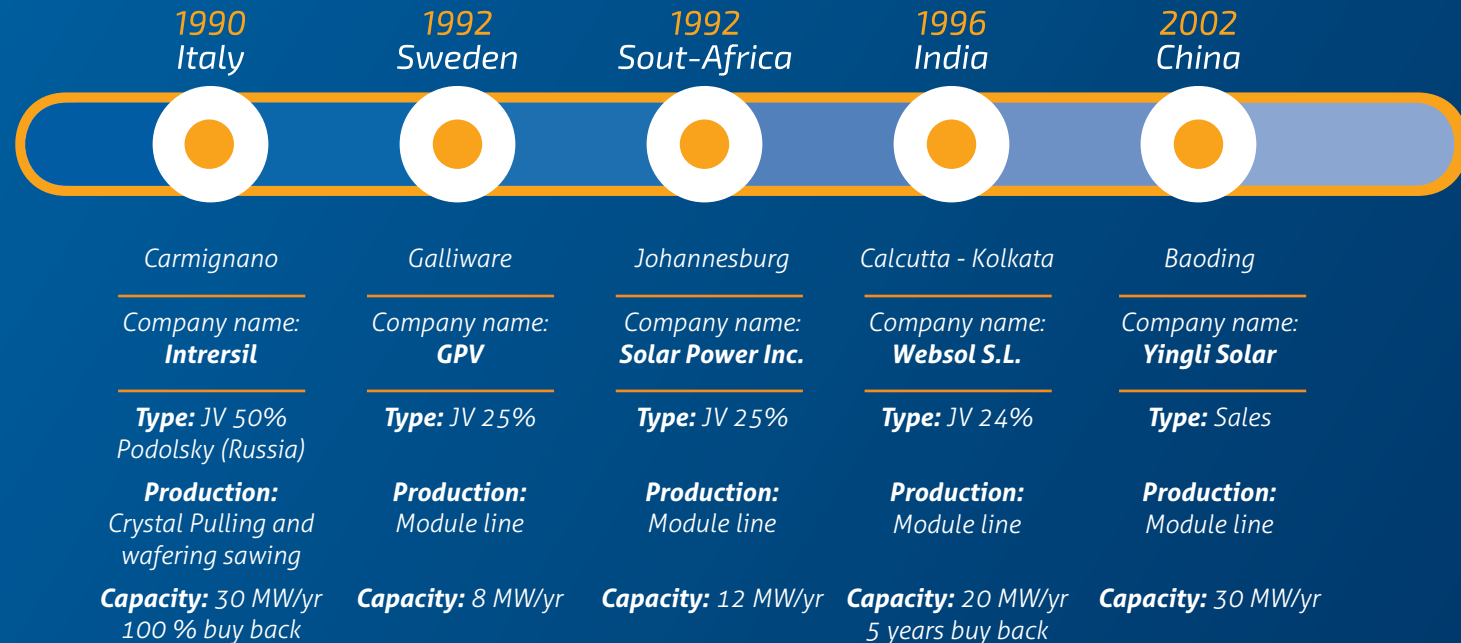 1990
Italy
1992
Sweden
1992
Sout-Africa
1996
India
2002
China
Carmignano
Company name:
Intrersil
Type: JV 50%
Podolsky (Russia)
Production:
Crystal Pulling and
wafering sawing
Capacity: 30 MW/yr
100 % buy back
Galliware
Company name:
GPV
Type: JV 25%
Production:
Module line
Capacity: 8 MW/yr
Johannesburg
Company name:
Solar Power Inc.
Type: JV 25%
Production:
Module line
Capacity: 12 MW/yr
Calcutta - Kolkata
Company name:
Websol S.L.
Type: JV 24%
Production:
Module line
Capacity: 20 MW/yr
5 years buy back
Baoding
Company name:
Yingli Solar
Type: Sales
Production:
Module line
Capacity: 30 MW/yr